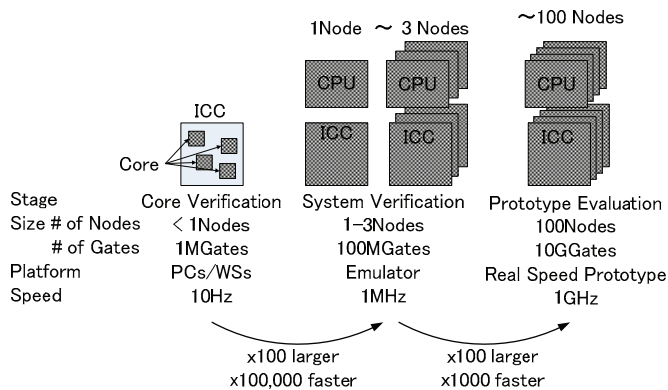 1Node ～ 3 Nodes
～100 Nodes
CPU CPU CPU
ICC
ICC ICC ICC
Core
Stage Core Verification System Verification Prototype Evaluation
Size # of Nodes < 1Nodes 1-3Nodes 100Nodes
# of Gates 1MGates 100MGates 10GGates
Platform PCs/WSs Emulator Real Speed Prototype
Speed 10Hz 1MHz 1GHz
x100 larger x100 larger
x100,000 faster x1000 faster